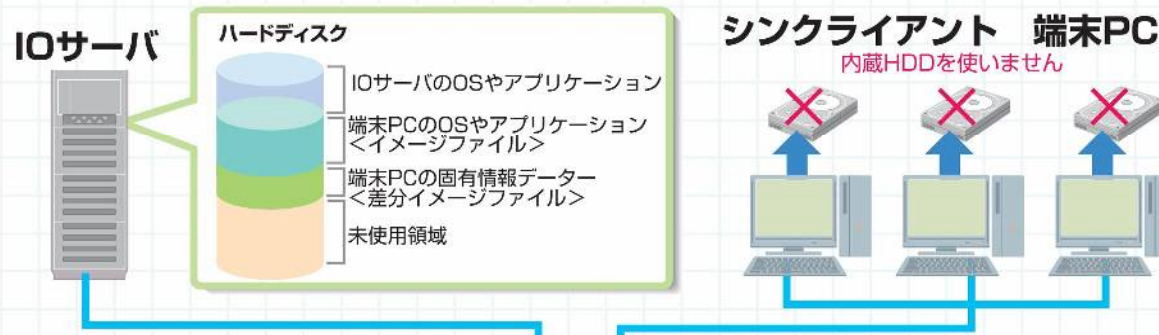 IOサーバ
ハードディスク
IOサーバのOSやアプリケーション
端末PCのOSやアプリケーション
＜イメージファイル＞
端末PCの固有情報データー
＜差分イメージファイル＞
未使用領域
シンクライアント　端末PC
内蔵HDDを使いません